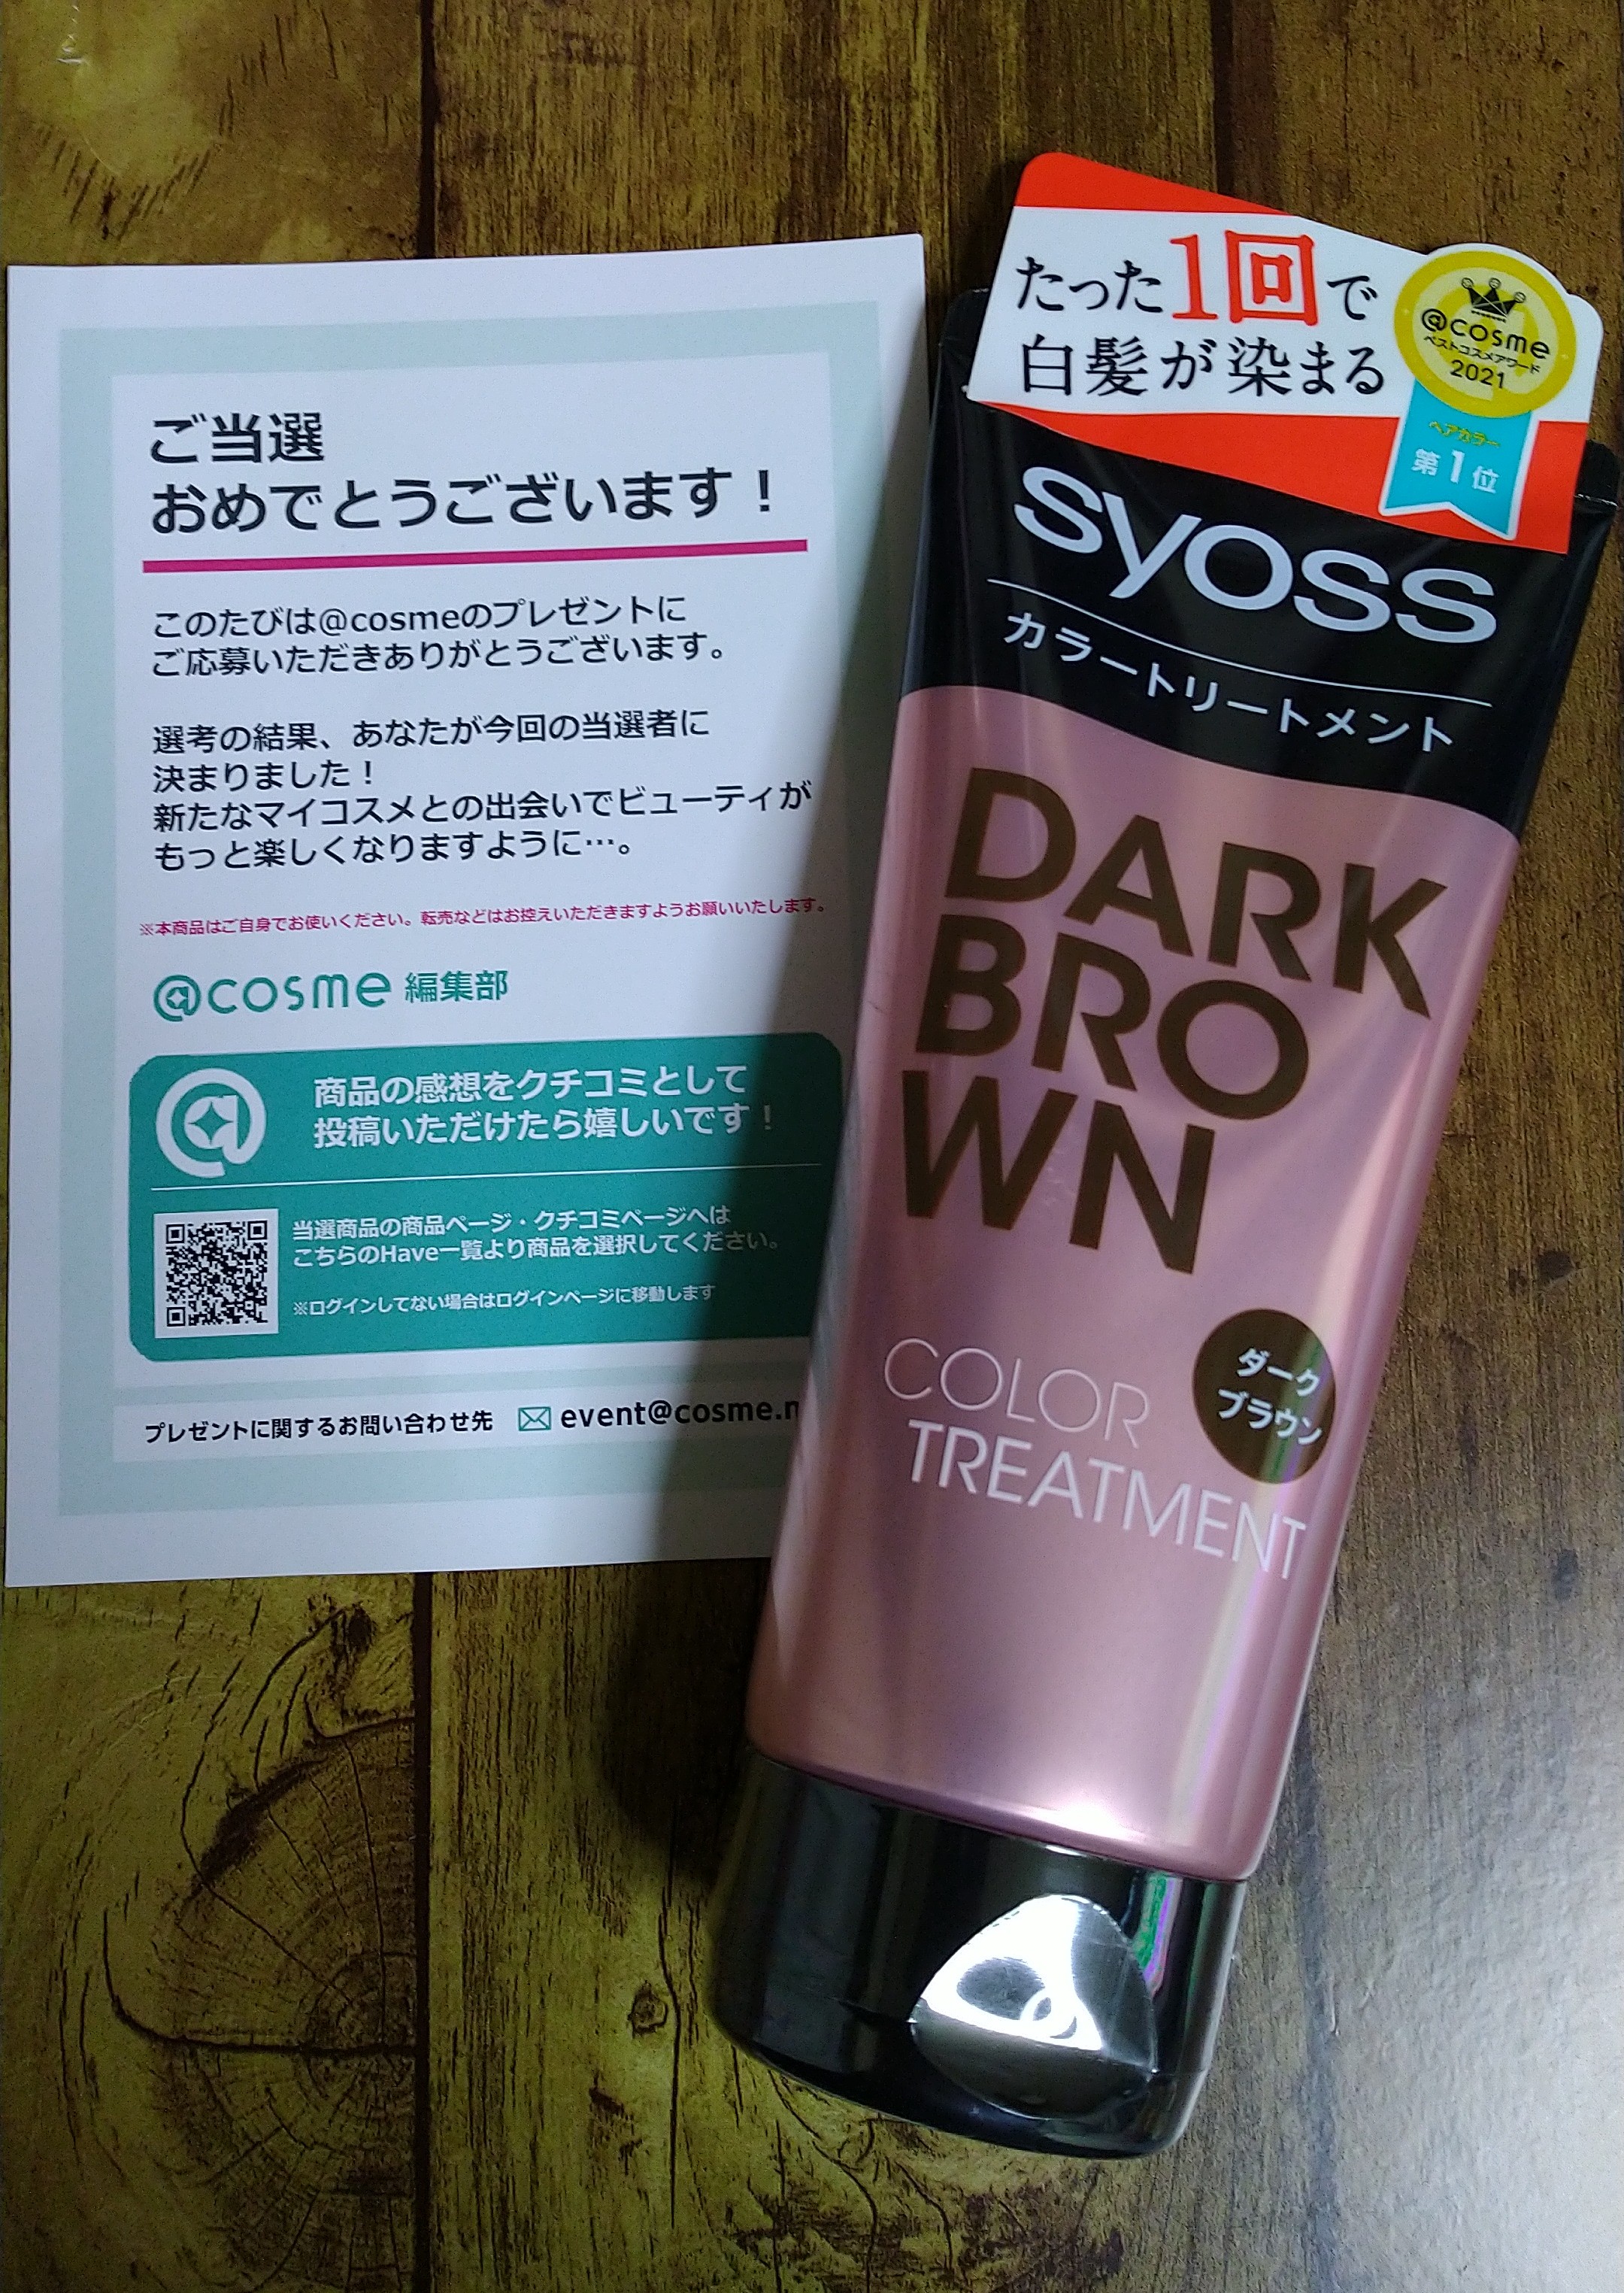 ご当選
おめでとうございます！
このたびは@cosmeのプレゼントに
ご応募いただきありがとうございます。
選考の結果、あなたが今回の当選者に
決まりました！
新たなマイコスメとの出会いでビューティが
もっと楽しくなりますように…。
※本商品はご自身でお使いください。転売などはお控えいただきますようお願いいたします。
@cosme 編集部
商品の感想をクチコミとして
投稿いただけたら嬉しいです！
当選商品の商品ページ・クチコミページへは
こちらのHave一覧より商品を選択してください。
※ログインしてない場合はログインページに移動します
プレゼントに関するお問い合わせ先 event@cosme.n
たった1回で
白髪が染まる
@cosme
ベストコスメアワード
2021
ヘアカラー
第1位
syoss
カラートリートメント
DARK
BRO
WN
COLOR
TREATMENT
ダーク
ブラウン